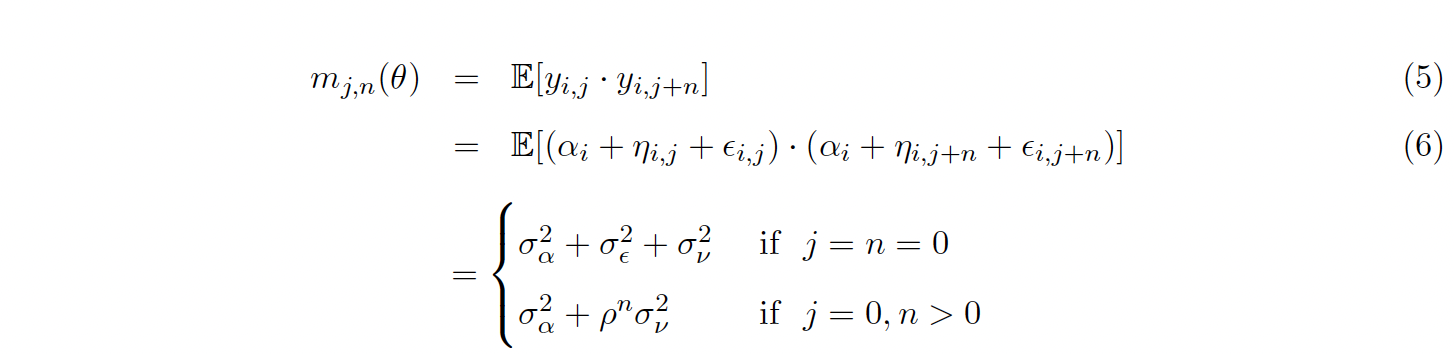 m_{j,n}(θ) = 𝔼[y_{i,j} · y_{i,j+n}] (5)
= 𝔼[(α_i + η_{i,j} + ϵ_{i,j}) · (α_i + η_{i,j+n} + ϵ_{i,j+n})] (6)
= { σ_α^2 + σ_ϵ^2 + σ_ν^2 if j = n = 0
σ_α^2 + ρ^n σ_ν^2 if j = 0, n > 0